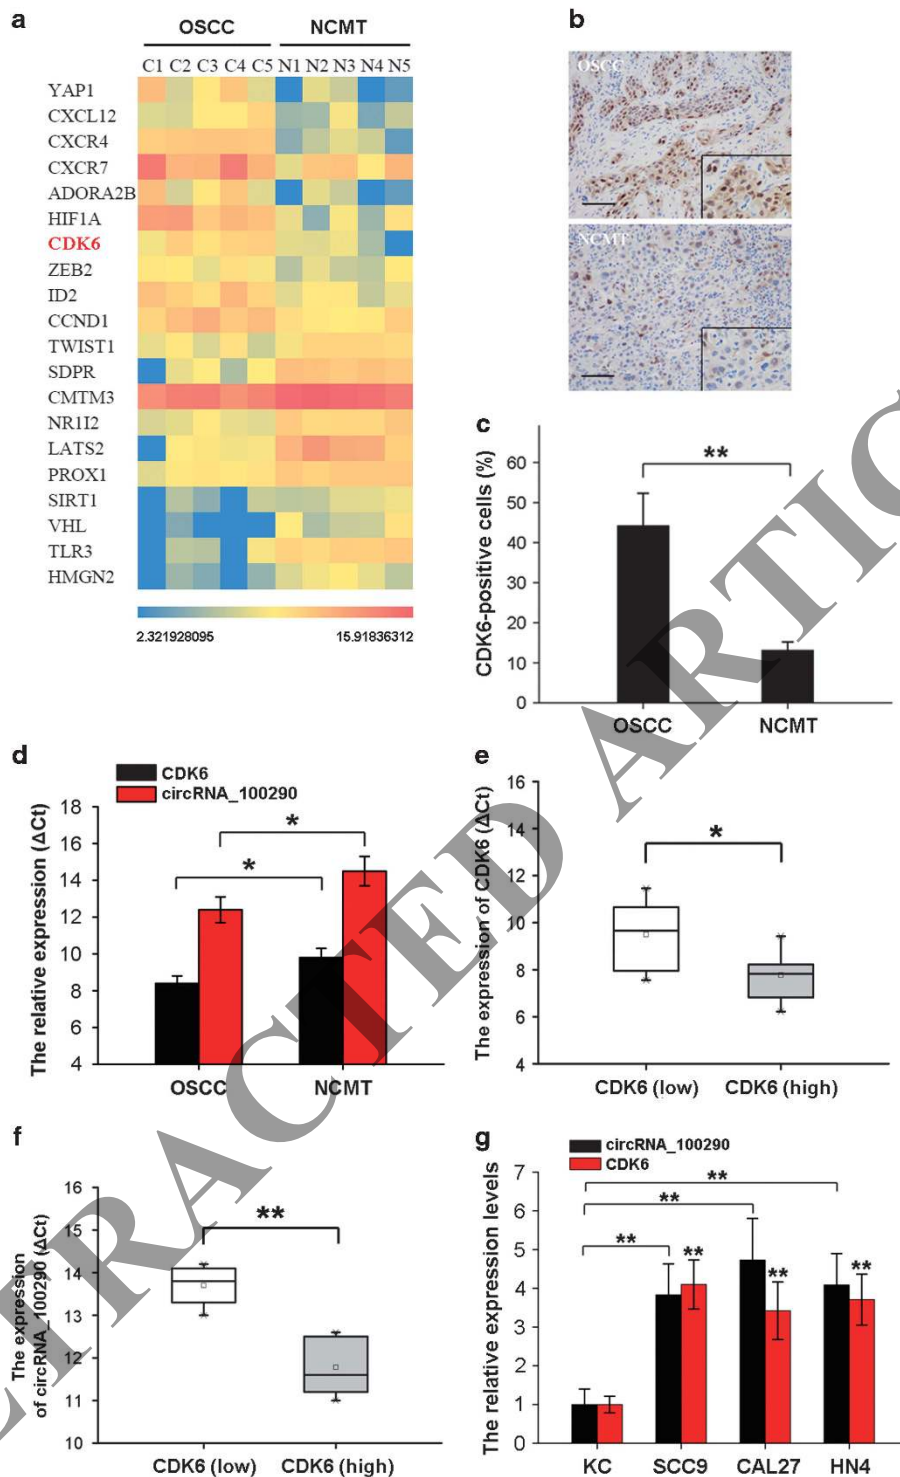 a
OSCC NCMT
C1 C2 C3 C4 C5 N1 N2 N3 N4 N5
YAP1
CXCL12
CXCR4
CXCR7
ADORA2B
HIF1A
CDK6
ZEB2
ID2
CCND1
TWIST1
SDPR
CMTM3
NR1I2
LATS2
PROX1
SIRT1
VHL
TLR3
HMGN2
2.321928095 15.91836312
b
OSCC
NCMT
c
CDK6-positive cells (%)
60
50
40
30
20
10
0
**
OSCC NCMT
d
CDK6
circRNA_100290
The relative expression (ΔCt)
18
16
14
12
10
8
6
4
*
*
OSCC NCMT
e
The expression of CDK6 (ΔCt)
16
14
12
10
8
6
4
*
CDK6 (low) CDK6 (high)
f
The expression
of circRNA_100290 (ΔCt)
16
15
14
13
12
11
10
**
CDK6 (low) CDK6 (high)
g
circRNA_100290
CDK6
The relative expression levels
7
6
5
4
3
2
1
0
**
**
**
**
**
**
KC SCC9 CAL27 HN4
RETRACTED ARTIC